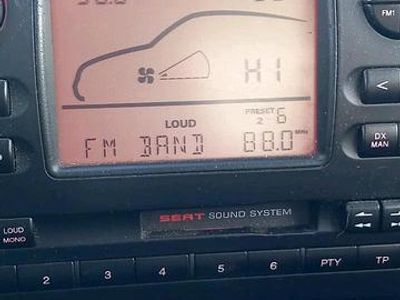 FM1
HI
<
LOUD
PRESET
2 6
FM BAND 88.0 MHz
DX
MAN
SEAT SOUND SYSTEM
LOUD
MONO
2 3 4 5 6 PTY TP